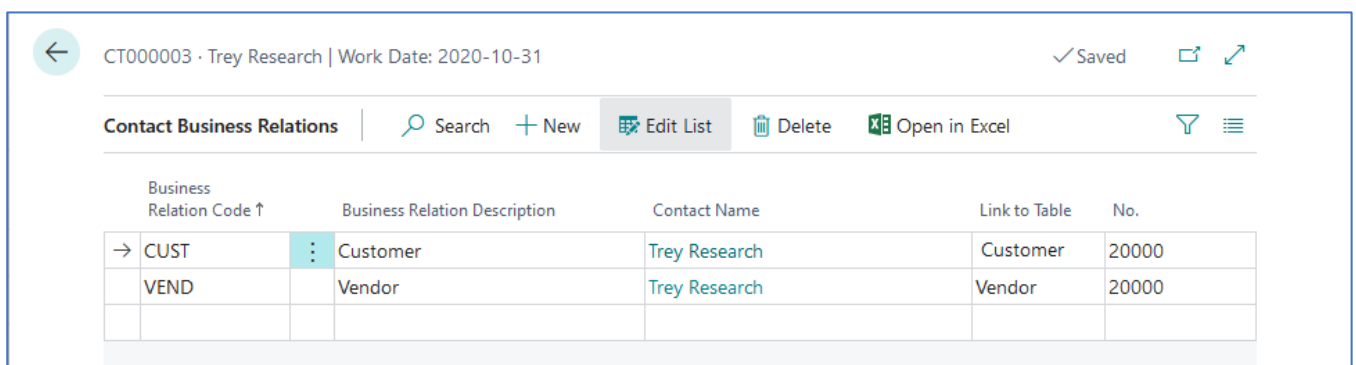 CT000003 · Trey Research | Work Date: 2020-10-31 Saved
Contact Business Relations Search New Edit List Delete Open in Excel
Business
Relation Code ↑ Business Relation Description Contact Name Link to Table No.
CUST Customer Trey Research Customer 20000
VEND Vendor Trey Research Vendor 20000